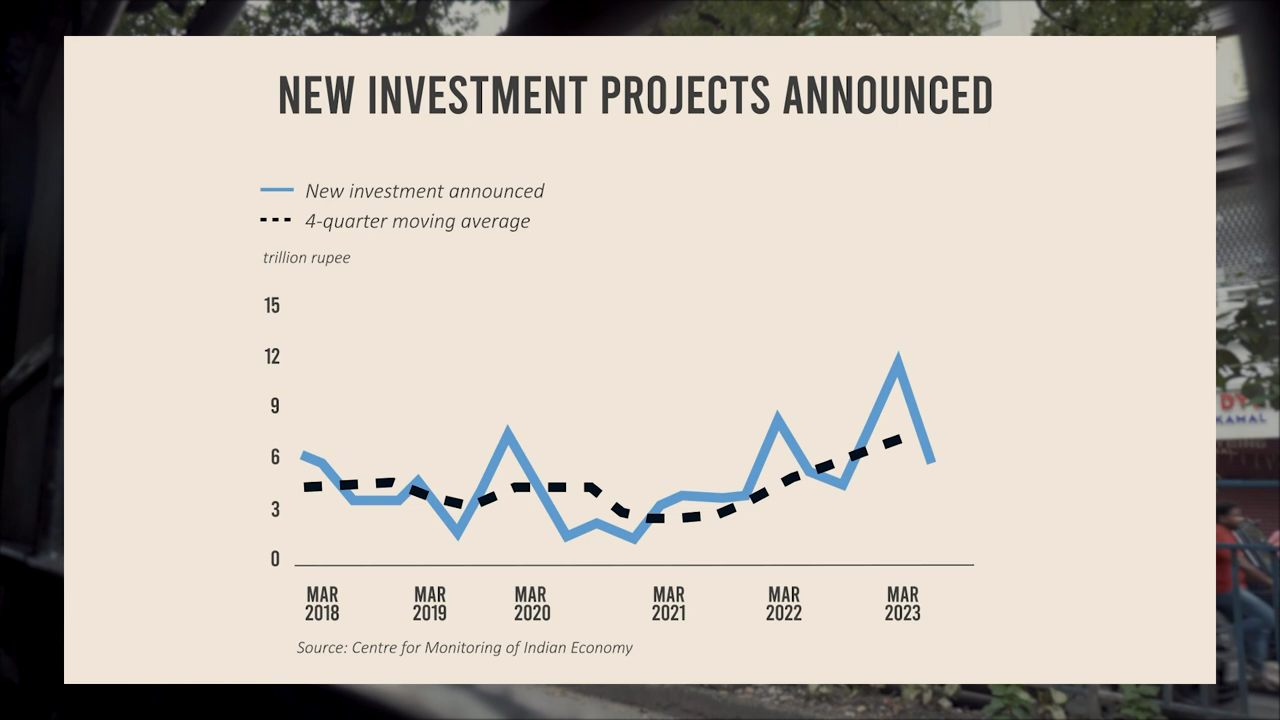 NEW INVESTMENT PROJECTS ANNOUNCED
New investment announced
4-quarter moving average
trillion rupee
15
12
9
6
3
0
MAR 2018
MAR 2019
MAR 2020
MAR 2021
MAR 2022
MAR 2023
Source: Centre for Monitoring of Indian Economy
KAMAL